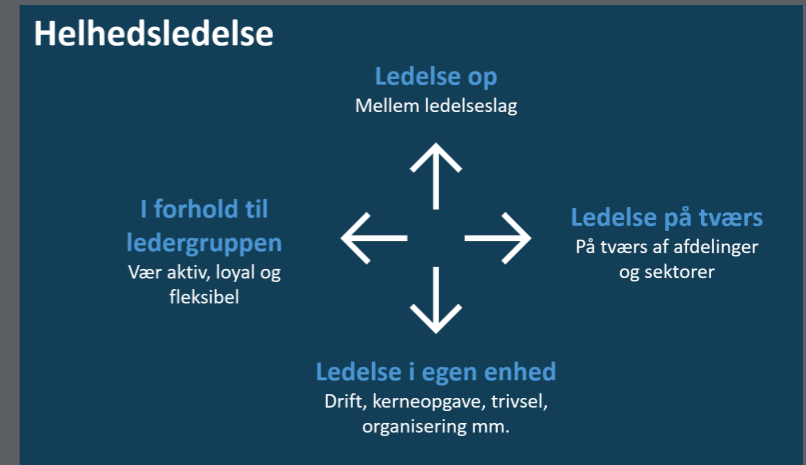 Helhedsledelse
Ledelse op
Mellem ledelseslag
I forhold til
ledergruppen
Vær aktiv, loyal og
fleksibel
Ledelse på tværs
På tværs af afdelinger
og sektorer
Ledelse i egen enhed
Drift, kerneopgave, trivsel,
organisering mm.